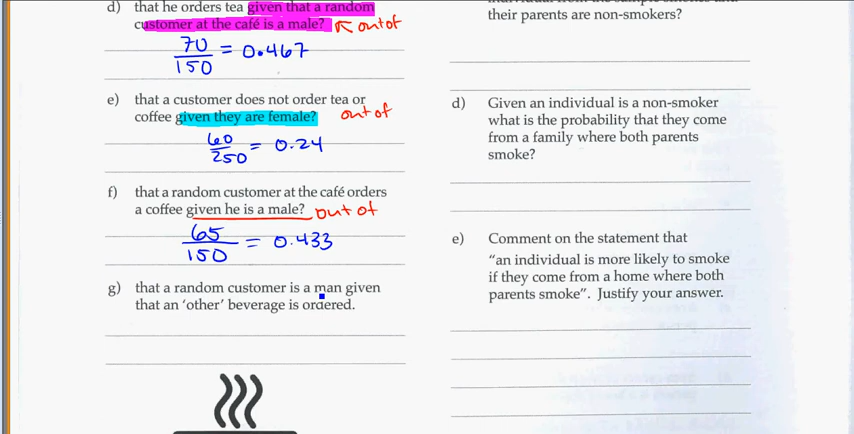 d) that he orders tea given that a random
customer at the café is a male? out of
70
150
= 0.467
e) that a customer does not order tea or
coffee given they are female? out of
60
250
= 0.24
f) that a random customer at the café orders
a coffee given he is a male? out of
65
150
= 0.433
g) that a random customer is a man given
that an ‘other’ beverage is ordered.
their parents are non-smokers?
d) Given an individual is a non-smoker
what is the probability that they come
from a family where both parents
smoke?
e) Comment on the statement that
“an individual is more likely to smoke
if they come from a home where both
parents smoke”. Justify your answer.